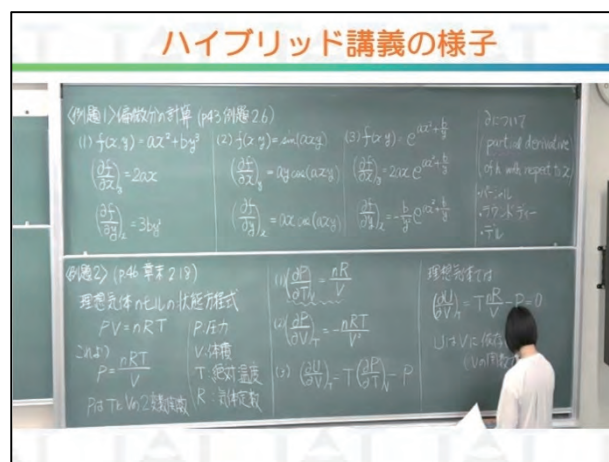 ハイブリッド講義の様子
〈例題1〉偏微分の計算 (p43 例題2.6)
(1) f(x,y)=ax²+by³
(∂f/∂x)_y=2ax
(∂f/∂y)_x=3by²
(2) f(x,y)=sin(axy)
(∂f/∂x)_y=ay cos(axy)
(∂f/∂y)_x=ax cos(axy)
(3) f(x,y)=e^{ax²+b/y}
(∂f/∂x)_y=2ax e^{ax²+b/y}
(∂f/∂y)_x=-b/y² e^{ax²+b/y}
∂について
partial derivative
of f with respect to x
・ラウンドディー
・デル
例題2〉(p46 章末2.18)
理想気体nモルの状態方程式
PV=nRT
これより
P=nRT/V
PはTとVの2変数関数
P:圧力
V:体積
T:絶対温度
R:気体定数
(1) (∂P/∂T)_V=nR/V
(2) (∂P/∂V)_T=-nRT/V²
(3) (∂U/∂V)_T=T(∂P/∂T)_V-P
理想気体では
(∂U/∂V)_T=T nR/V-P=0
UはVに依存
(Vの関数